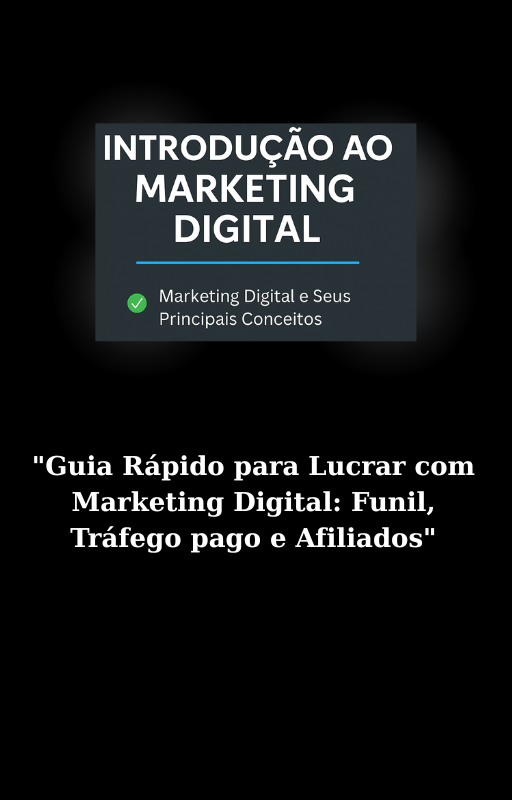 INTRODUÇÃO AO
MARKETING
DIGITAL
Marketing Digital e Seus
Principais Conceitos
"Guia Rápido para Lucrar com
Marketing Digital: Funil,
Tráfego pago e Afiliados"